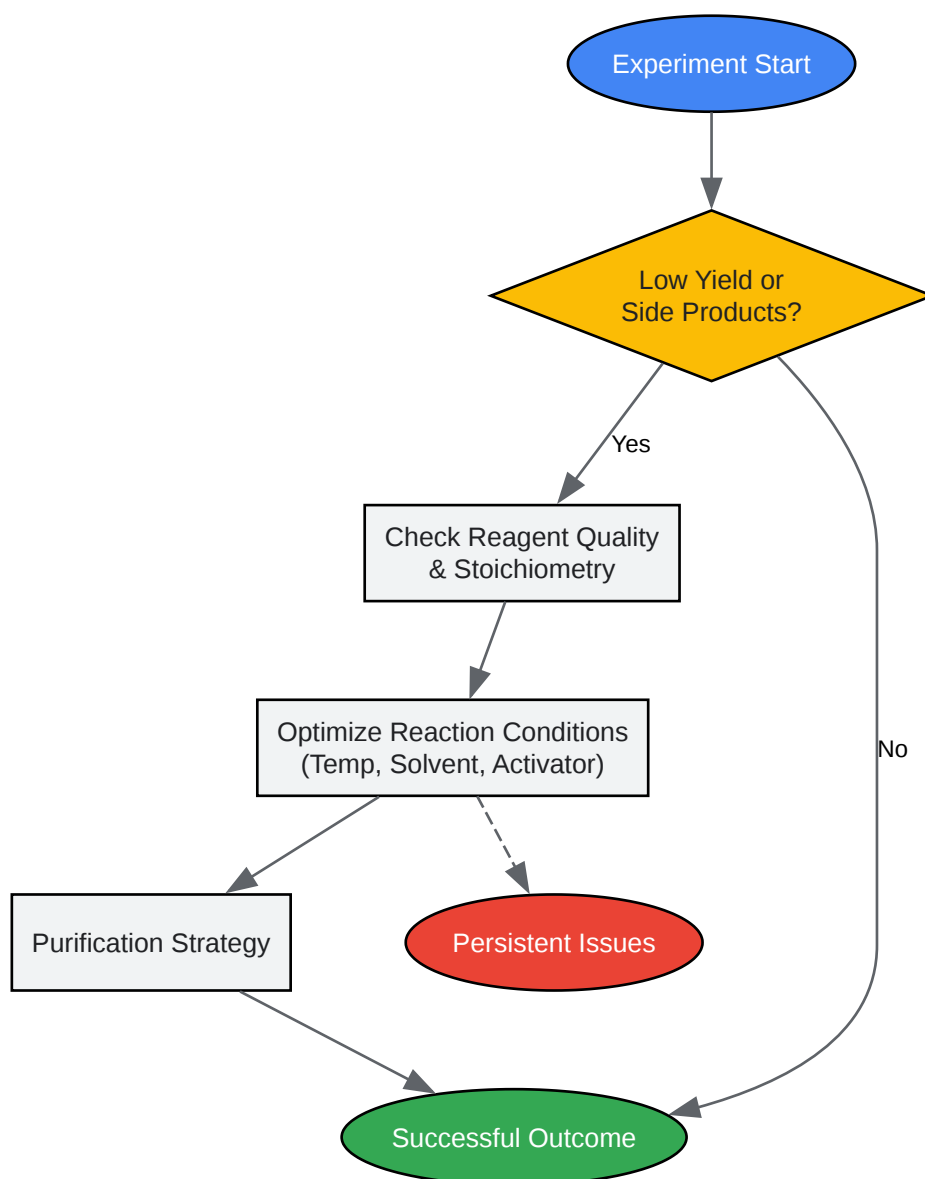 Experiment Start
Low Yield or
Side Products?
Yes
Check Reagent Quality
& Stoichiometry
Optimize Reaction Conditions
(Temp, Solvent, Activator)
No
Purification Strategy
Persistent Issues
Successful Outcome